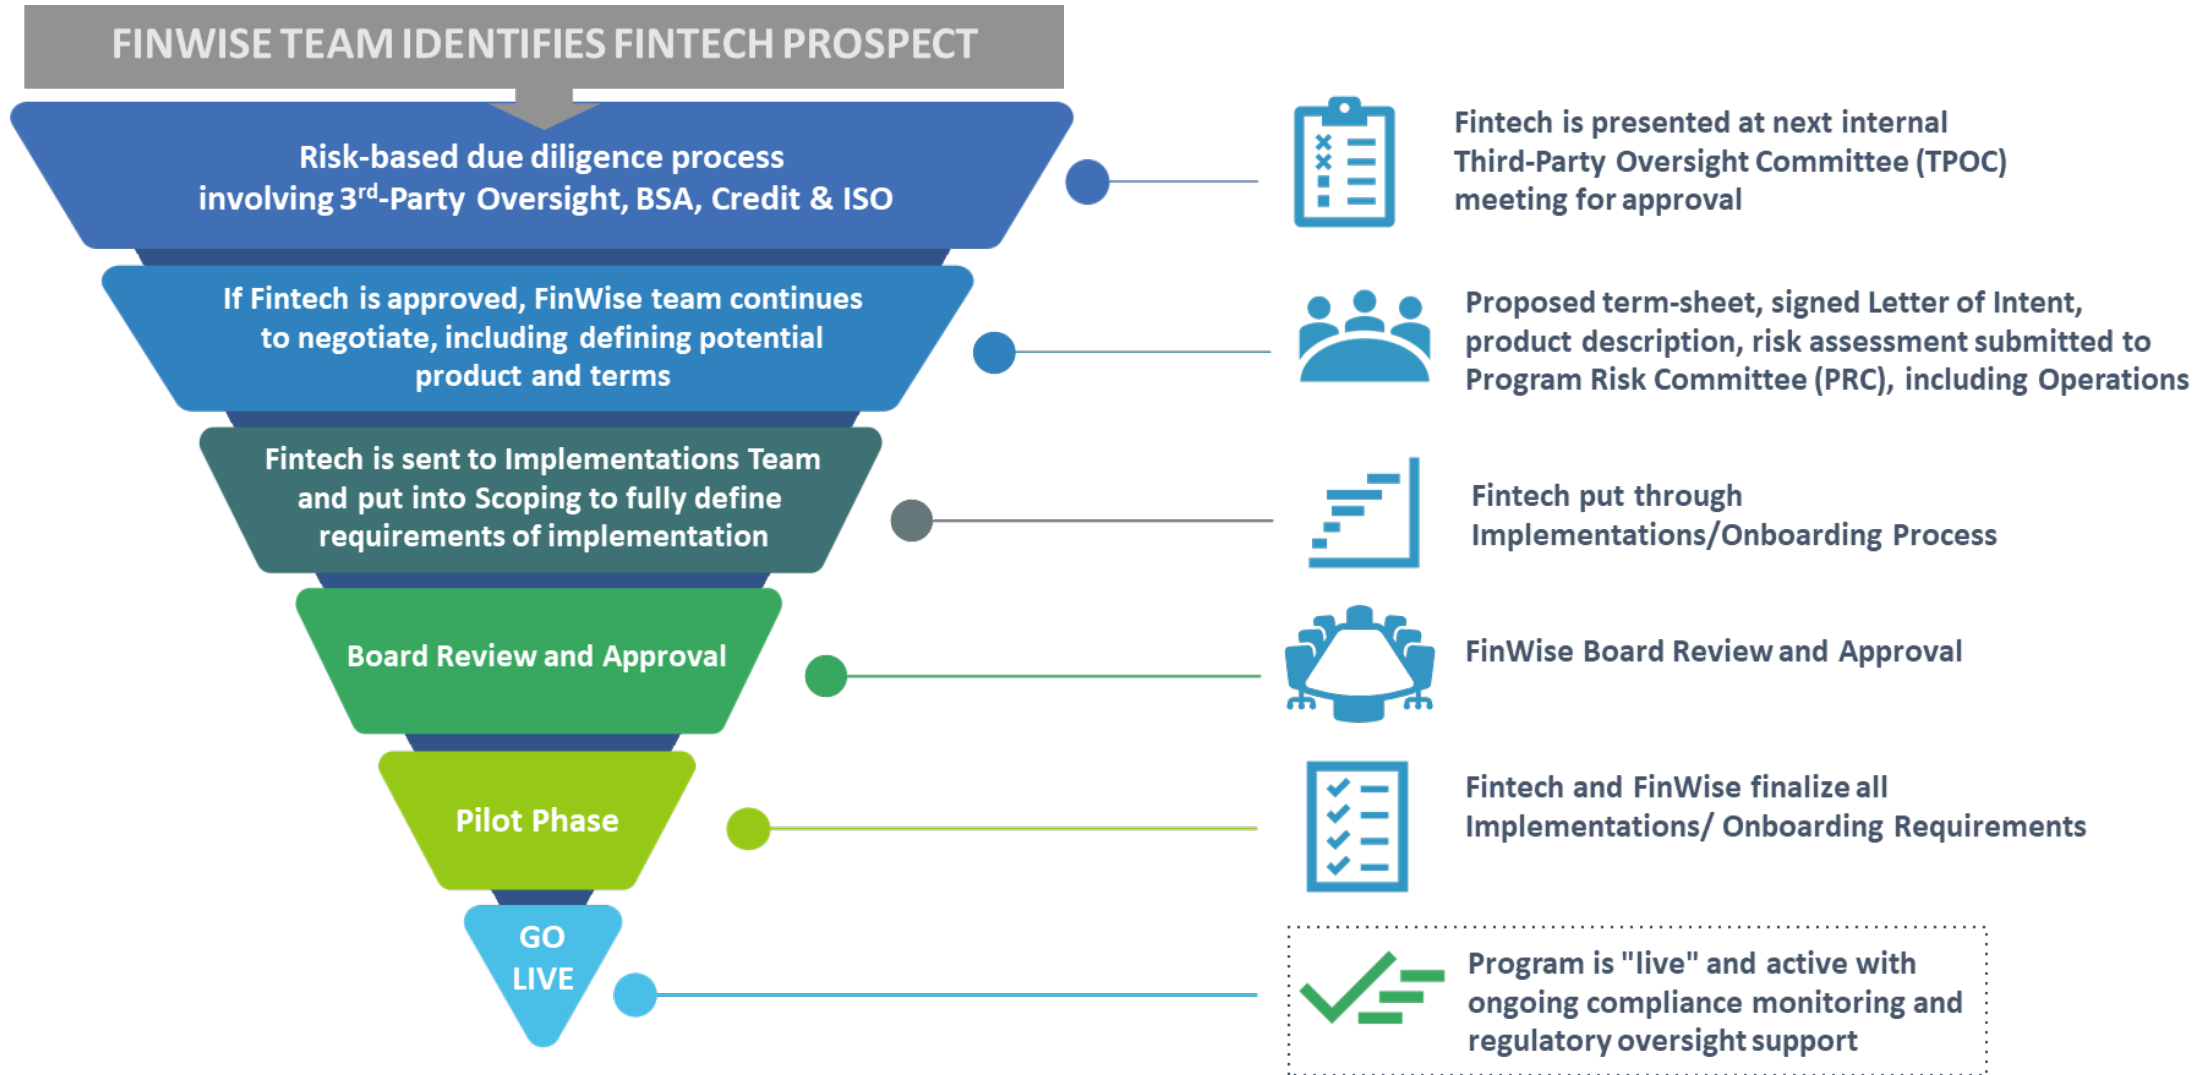 FINWISE TEAM IDENTIFIES FINTECH PROSPECT
Risk-based due diligence process
involving 3rd-Party Oversight, BSA, Credit & ISO
Fintech is presented at next internal
Third-Party Oversight Committee (TPOC)
meeting for approval
If Fintech is approved, FinWise team continues
to negotiate, including defining potential
product and terms
Proposed term-sheet, signed Letter of Intent,
product description, risk assessment submitted to
Program Risk Committee (PRC), including Operations
Fintech is sent to Implementations Team
and put into Scoping to fully define
requirements of implementation
Fintech put through
Implementations/Onboarding Process
Board Review and Approval
FinWise Board Review and Approval
Pilot Phase
Fintech and FinWise finalize all
Implementations/ Onboarding Requirements
GO
LIVE
Program is "live" and active with
ongoing compliance monitoring and
regulatory oversight support